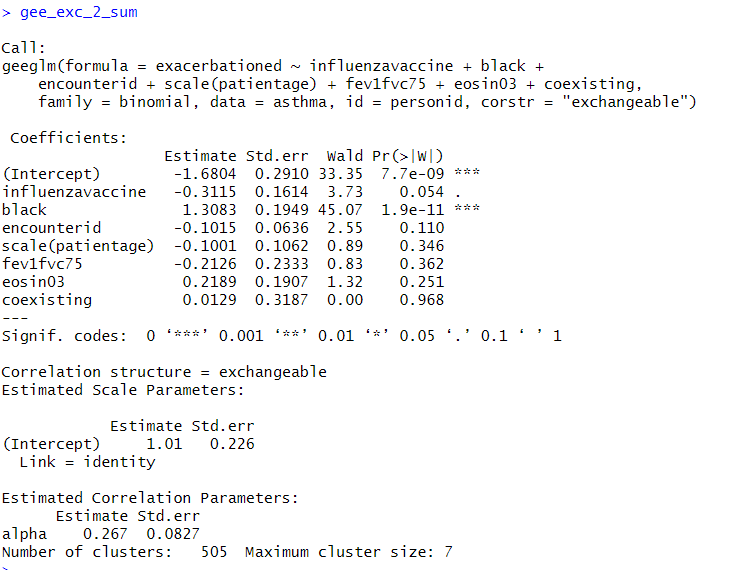 > gee_exc_2_sum
Call:
geeglm(formula = exacerbationed ~ influenzavaccine + black +
    encounterid + scale(patientage) + fev1fvc75 + eosin03 + coexisting,
    family = binomial, data = asthma, id = personid, corstr = "exchangeable")
 Coefficients:
                  Estimate Std.err  Wald Pr(>|W|)
(Intercept)        -1.6804  0.2910 33.35  7.7e-09 ***
influenzavaccine   -0.3115  0.1614  3.73    0.054 .
black               1.3083  0.1949 45.07  1.9e-11 ***
encounterid        -0.1015  0.0636  2.55    0.110
scale(patientage)  -0.1001  0.1062  0.89    0.346
fev1fvc75          -0.2126  0.2333  0.83    0.362
eosin03             0.2189  0.1907  1.32    0.251
coexisting          0.0129  0.3187  0.00    0.968
---
Signif. codes:  0 ‘***’ 0.001 ‘**’ 0.01 ‘*’ 0.05 ‘.’ 0.1 ‘ ’ 1
Correlation structure = exchangeable
Estimated Scale Parameters:
            Estimate Std.err
(Intercept)     1.01   0.226
  Link = identity
Estimated Correlation Parameters:
      Estimate Std.err
alpha    0.267  0.0827
Number of clusters:   505  Maximum cluster size: 7
>